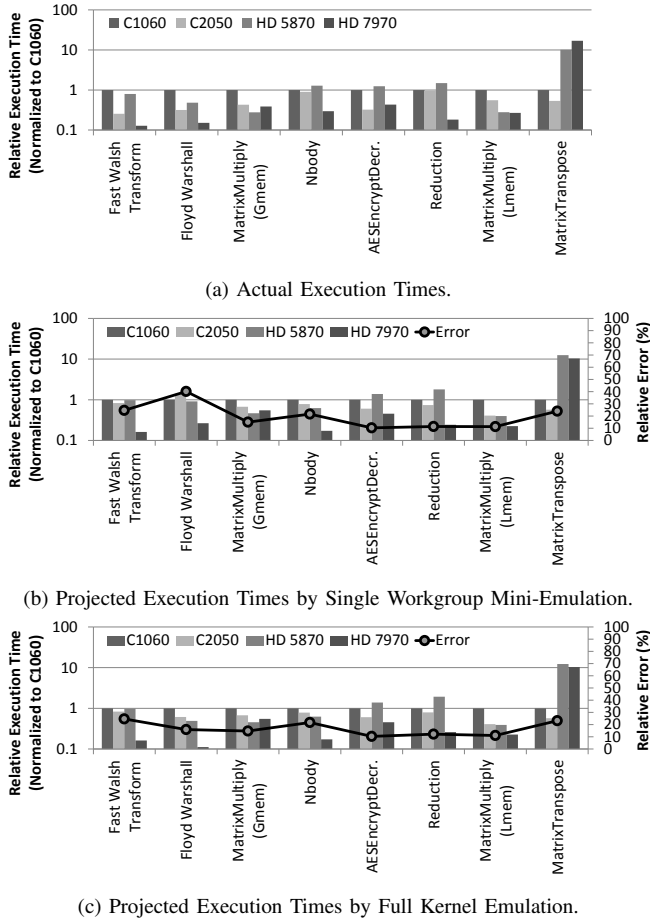 C1060 C2050 HD 5870 HD 7970
Relative Execution Time
(Normalized to C1060)
100
10
1
0.1
Fast Walsh
Transform
Floyd Warshall
MatrixMultiply
(Gmem)
Nbody
AESEncryptDecr.
Reduction
MatrixMultiply
(Lmem)
MatrixTranspose
(a) Actual Execution Times.
C1060 C2050 HD 5870 HD 7970 Error
Relative Execution Time
(Normalized to C1060)
100
10
1
0.1
100
90
80
70
60
50
40
30
20
10
0
Relative Error (%)
Fast Walsh
Transform
Floyd Warshall
MatrixMultiply
(Gmem)
Nbody
AESEncryptDecr.
Reduction
MatrixMultiply
(Lmem)
MatrixTranspose
(b) Projected Execution Times by Single Workgroup Mini-Emulation.
C1060 C2050 HD 5870 HD 7970 Error
Relative Execution Time
(Normalized to C1060)
100
10
1
0.1
100
90
80
70
60
50
40
30
20
10
0
Relative Error (%)
Fast Walsh
Transform
Floyd Warshall
MatrixMultiply
(Gmem)
Nbody
AESEncryptDecr.
Reduction
MatrixMultiply
(Lmem)
MatrixTranspose
(c) Projected Execution Times by Full Kernel Emulation.